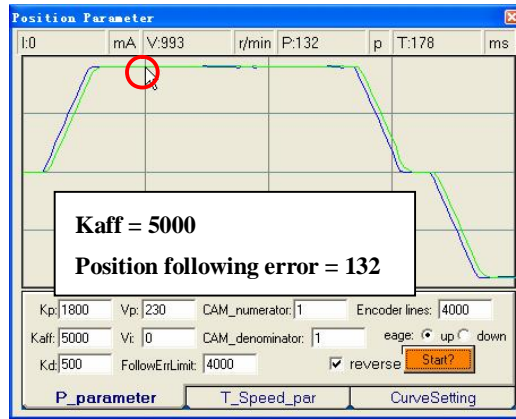 Position Parameter
I:0 mA V:993 r/min P:132 p T:178 ms
Kaff = 5000
Position following error = 132
Kp: 1800 Vp: 230 CAM_numerator: 1 Encoder lines: 4000
Kaff: 5000 Vi: 0 CAM_denominator: 1 eage: up down
Kd: 500 FollowErrLimit: 4000 reverse Start?
P_parameter T_Speed_par CurveSetting